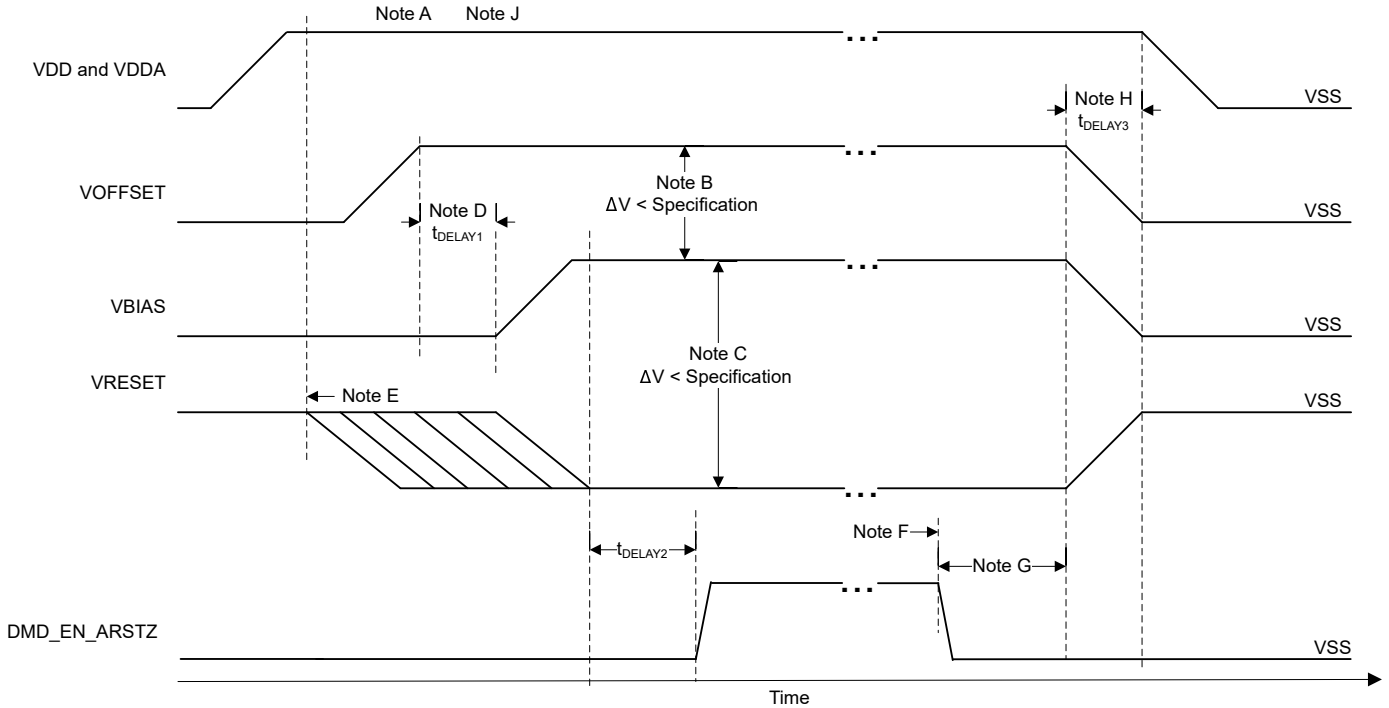 Note A Note J
VDD and VDDA
VSS
Note H
tDELAY3
VOFFSET
VSS
Note B
ΔV < Specification
Note D
tDELAY1
VBIAS
VSS
Note C
ΔV < Specification
VRESET
VSS
Note E
Note F
tDELAY2
Note G
DMD_EN_ARSTZ
VSS
Time